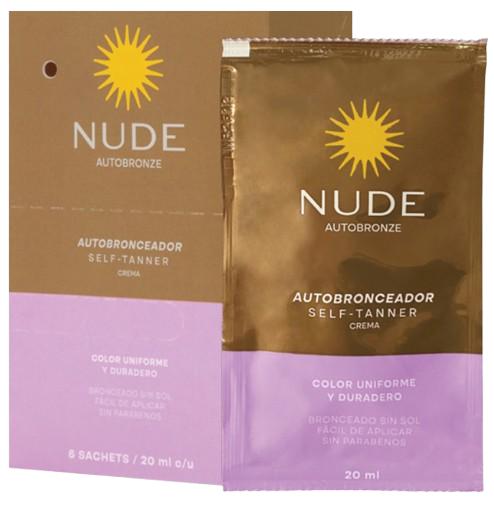 NUDE
AUTOBRONZE
AUTOBRONCEADOR
SELF-TANNER
CREMA
COLOR UNIFORME
Y DURADERO
BRONCEADO SIN SOL
FÁCIL DE APLICAR
SIN PARABENOS
6 SACHETS / 20 ml c/u
NUDE
AUTOBRONZE
AUTOBRONCEADOR
SELF-TANNER
CREMA
COLOR UNIFORME
Y DURADERO
BRONCEADO SIN SOL
FÁCIL DE APLICAR
SIN PARABENOS
20 ml